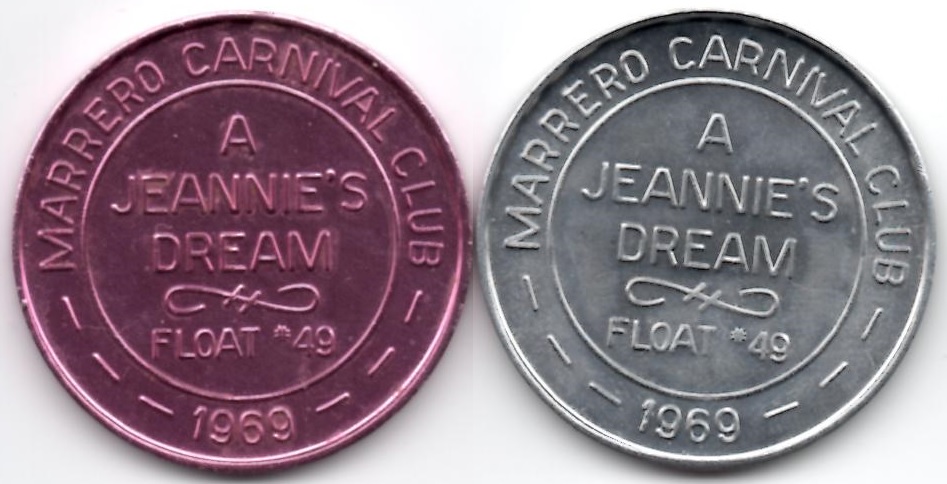 MARRERO CARNIVAL CLUB
A
JEANNIE'S
DREAM
FLOAT #49
1969
MARRERO CARNIVAL CLUB
A
JEANNIE'S
DREAM
FLOAT #49
1969